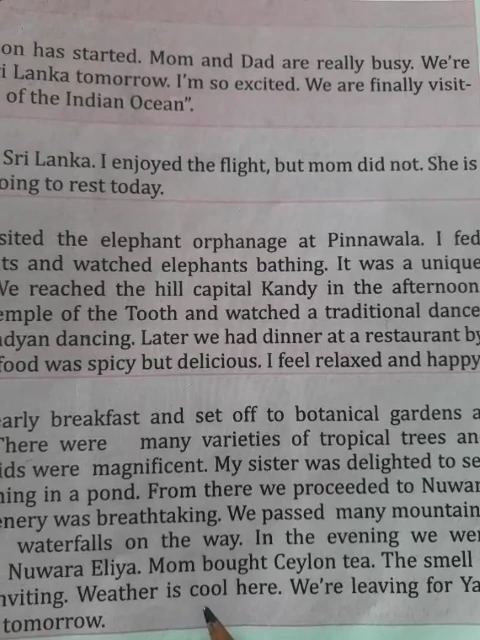 on has started. Mom and Dad are really busy. We're
i Lanka tomorrow. I'm so excited. We are finally visit-
of the Indian Ocean".
Sri Lanka. I enjoyed the flight, but mom did not. She is
oing to rest today.
sited the elephant orphanage at Pinnawala. I fed
ts and watched elephants bathing. It was a unique
We reached the hill capital Kandy in the afternoon
emple of the Tooth and watched a traditional dance
ndyan dancing. Later we had dinner at a restaurant by
food was spicy but delicious. I feel relaxed and happy
early breakfast and set off to botanical gardens a
There were many varieties of tropical trees an
ids were magnificent. My sister was delighted to se
ning in a pond. From there we proceeded to Nuwar
enery was breathtaking. We passed many mountain
waterfalls on the way. In the evening we wer
Nuwara Eliya. Mom bought Ceylon tea. The smell
nviting. Weather is cool here. We're leaving for Ya
tomorrow.